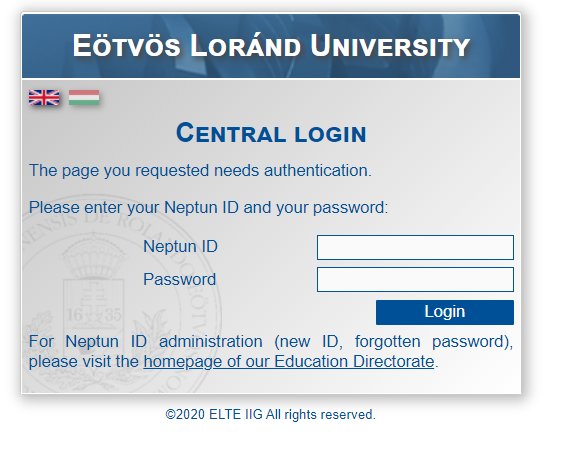 EÖTVÖS LORÁND UNIVERSITY
CENTRAL LOGIN
The page you requested needs authentication.
Please enter your Neptun ID and your password:
Neptun ID
Password
Login
For Neptun ID administration (new ID, forgotten password),
please visit the homepage of our Education Directorate.
1635
©2020 ELTE IIG All rights reserved.